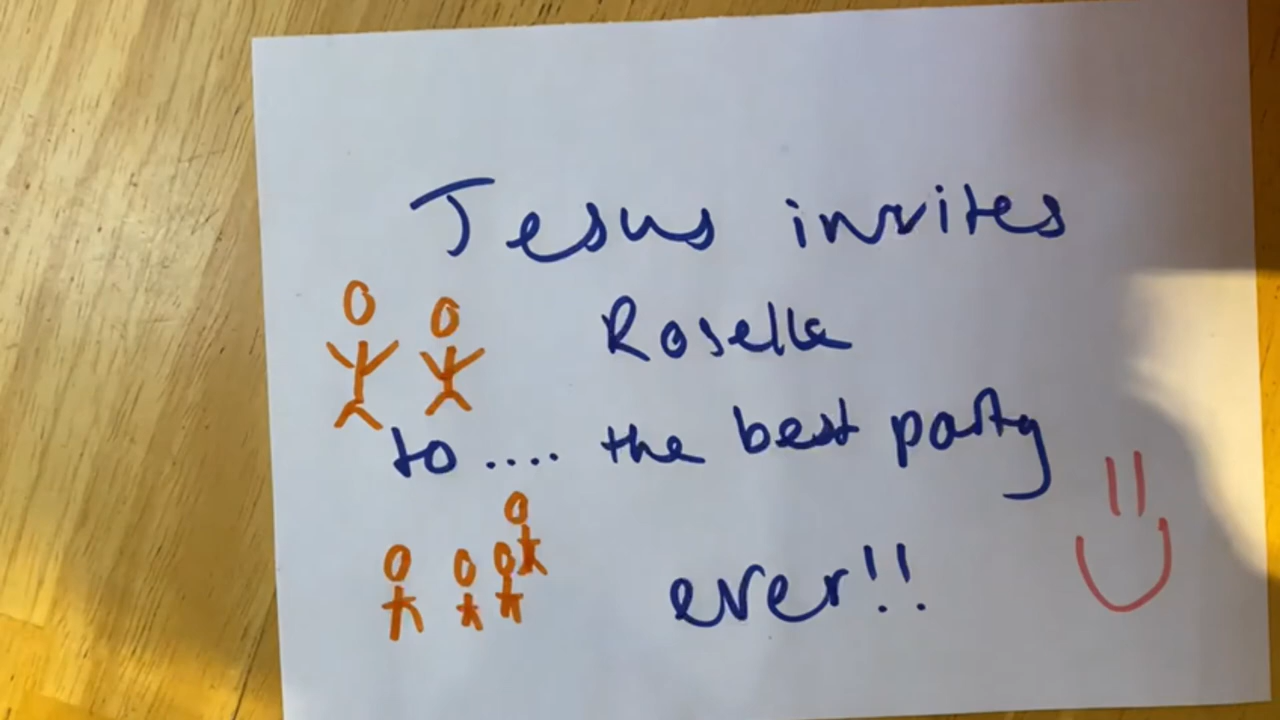 Jesus invites
Rosella
to .... the best party
ever!!